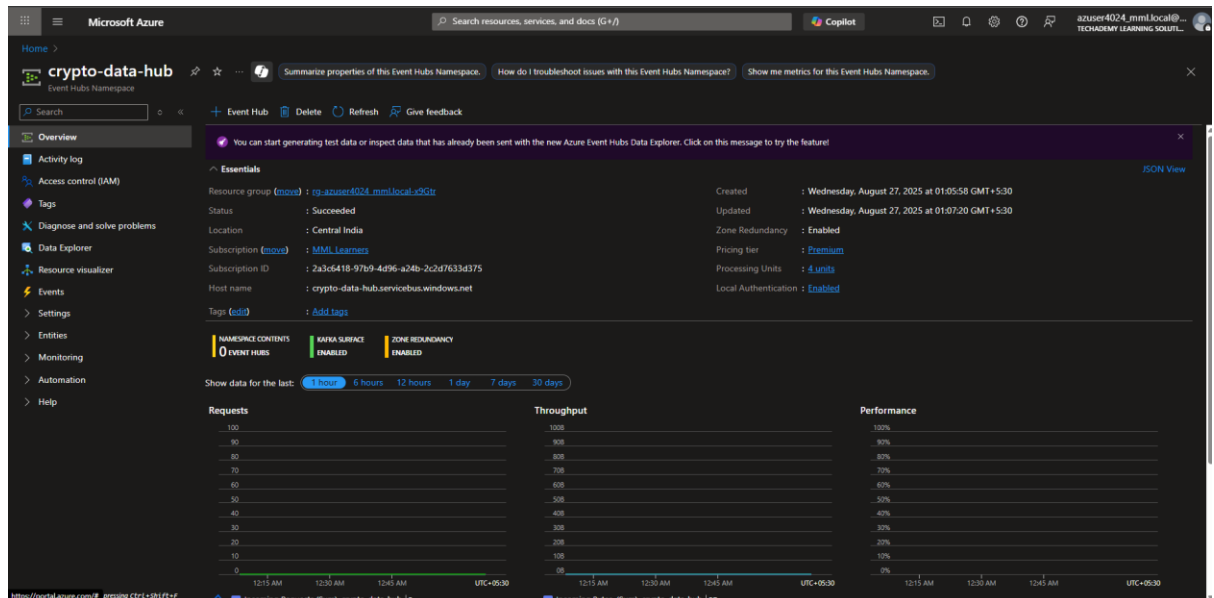 Microsoft Azure
Search resources, services, and docs (G+/)
Copilot
azuser4024_mml.local@...
TECHADEMY LEARNING SOLUTI...
Home >
crypto-data-hub
Event Hubs Namespace
Summarize properties of this Event Hubs Namespace.
How do I troubleshoot issues with this Event Hubs Namespace?
Show me metrics for this Event Hubs Namespace.
Search
+ Event Hub Delete Refresh Give feedback
Overview
Activity log
Access control (IAM)
Tags
Diagnose and solve problems
Data Explorer
Resource visualizer
Events
Settings
Entities
Monitoring
Automation
Help
You can start generating test data or inspect data that has already been sent with the new Azure Event Hubs Data Explorer. Click on this message to try the feature!
Essentials
JSON View
Resource group (move) : rg-azuser4024_mml.local-x9Gtr
Status : Succeeded
Location : Central India
Subscription (move) : MML Learners
Subscription ID : 2a3c6418-97b9-4d96-a24b-2c2d7633d375
Host name : crypto-data-hub.servicebus.windows.net
Created : Wednesday, August 27, 2025 at 01:05:58 GMT+5:30
Updated : Wednesday, August 27, 2025 at 01:07:20 GMT+5:30
Zone Redundancy : Enabled
Pricing tier : Premium
Processing Units : 4 units
Local Authentication : Enabled
Tags (edit) : Add tags
NAMESPACE CONTENTS
0 EVENT HUBS
KAFKA SURFACE
ENABLED
ZONE REDUNDANCY
ENABLED
Show data for the last: 1 hour 6 hours 12 hours 1 day 7 days 30 days
Requests
100
90
80
70
60
50
40
30
20
10
0
12:15 AM 12:30 AM 12:45 AM UTC+05:30
Throughput
100B
90B
80B
70B
60B
50B
40B
30B
20B
10B
0B
12:15 AM 12:30 AM 12:45 AM UTC+05:30
Performance
100%
90%
80%
70%
60%
50%
40%
30%
20%
10%
0%
12:15 AM 12:30 AM 12:45 AM UTC+05:30
https://portal.azure.com/# pressing Ctrl+Shift+F